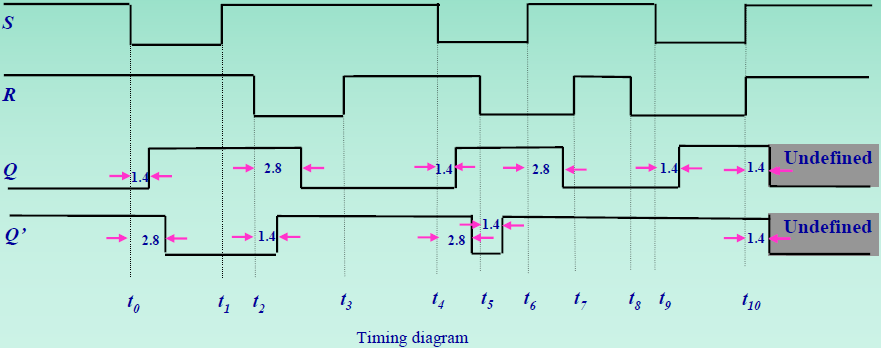 S
R
Q 1.4 2.8 1.4 2.8 1.4 1.4 Undefined
Q’ 2.8 1.4 2.8 1.4 1.4 Undefined
t0 t1 t2 t3 t4 t5 t6 t7 t8 t9 t10
Timing diagram